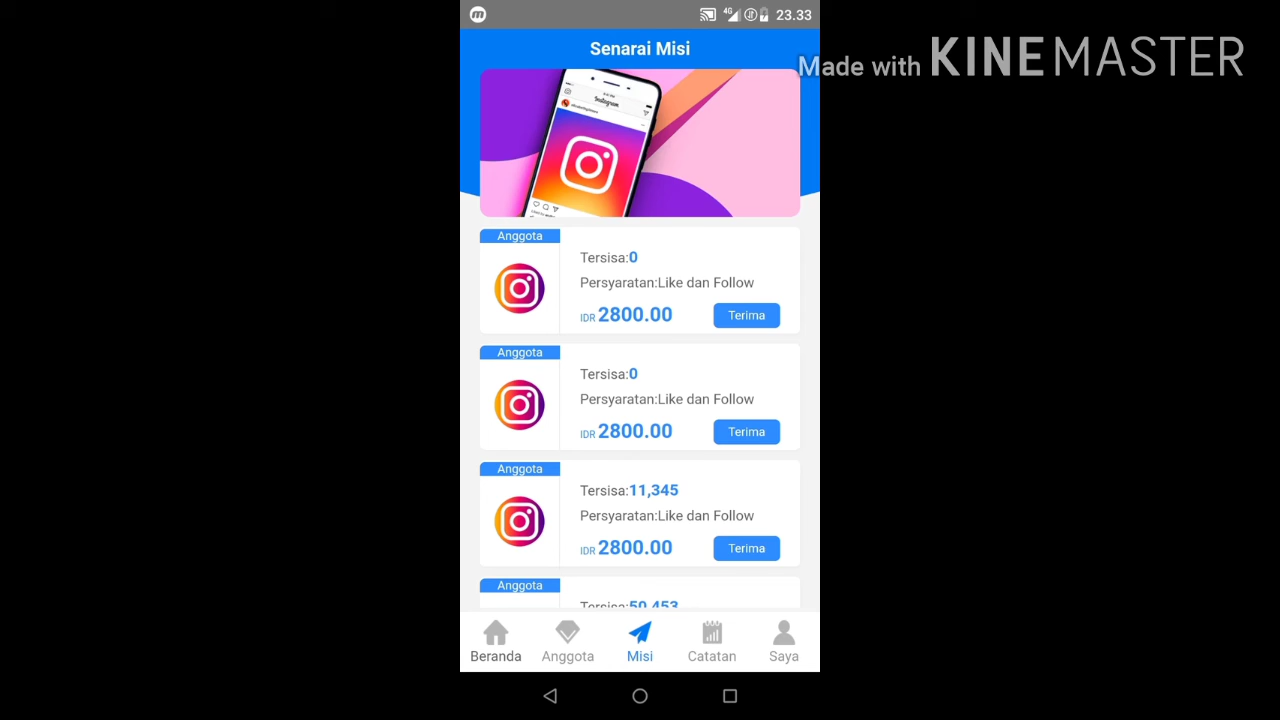 4G 23.33
Senarai Misi
Made with KINEMASTER
Instagram
Anggota
Tersisa:0
Persyaratan:Like dan Follow
IDR 2800.00 Terima
Anggota
Tersisa:0
Persyaratan:Like dan Follow
IDR 2800.00 Terima
Anggota
Tersisa:11,345
Persyaratan:Like dan Follow
IDR 2800.00 Terima
Anggota
Tersisa:50,453
Beranda Anggota Misi Catatan Saya